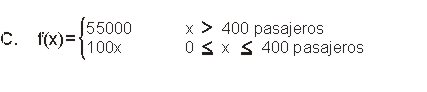 C. f(x)= 55000 x > 400 pasajeros
100x 0 ≤ x ≤ 400 pasajeros